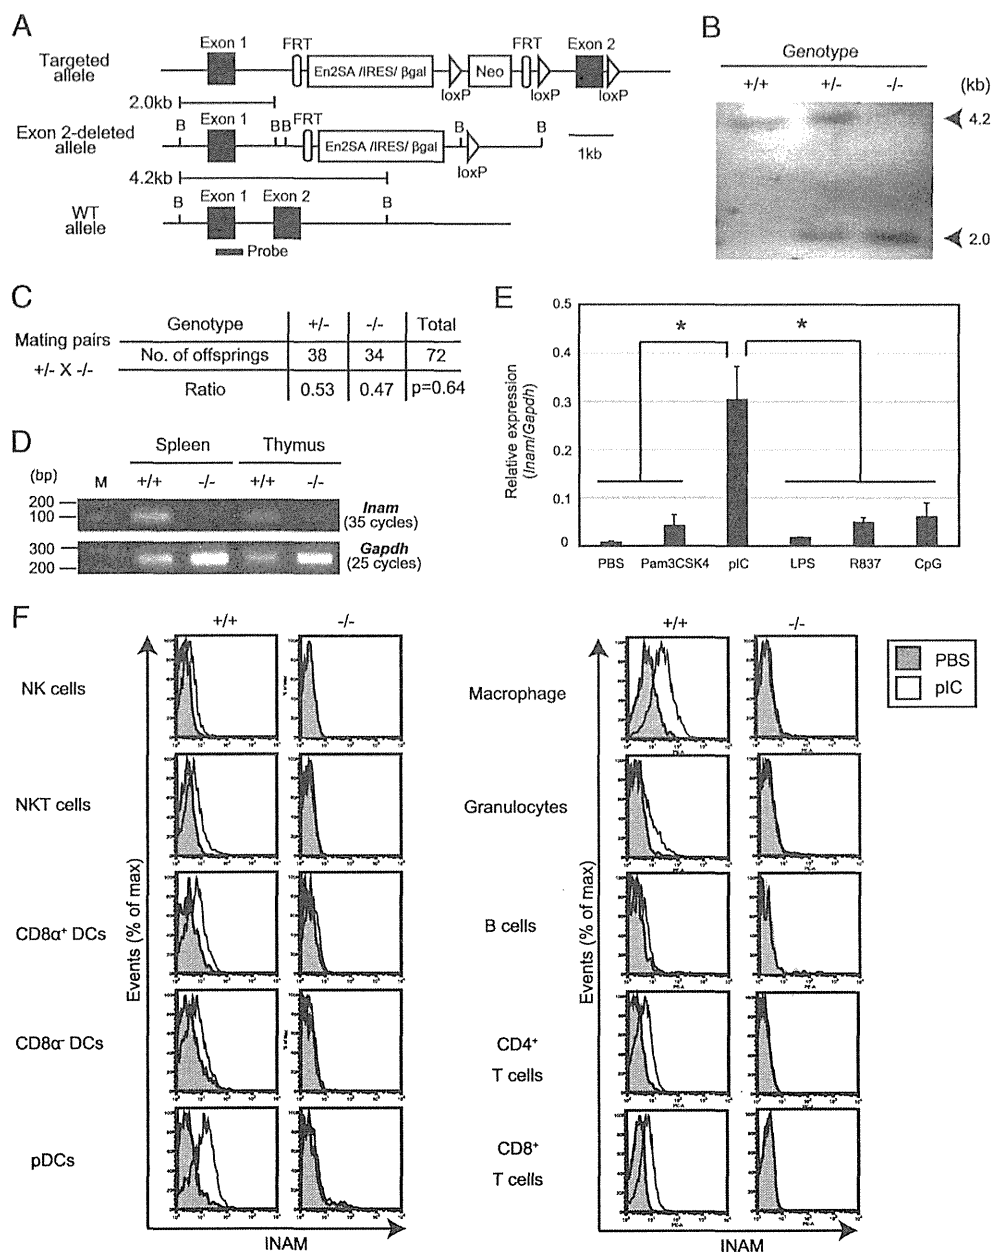 A
Targeted
allele
Exon 1
FRT
En2SA /IRES/ βgal
loxP
Neo
FRT
loxP
Exon 2
loxP
2.0kb
Exon 2-deleted
allele
B
Exon 1
BB
FRT
En2SA /IRES/ βgal
B
loxP
B
1kb
4.2kb
WT
allele
B
Exon 1
Exon 2
B
Probe
B
Genotype
+/+ +/- -/- (kb)
4.2
2.0
C
Mating pairs
+/- X -/-
Genotype +/- -/- Total
No. of offsprings 38 34 72
Ratio 0.53 0.47 p=0.64
D
Spleen Thymus
(bp) M +/+ -/- +/+ -/-
200
100
Inam
(35 cycles)
300
200
Gapdh
(25 cycles)
E
Relative expression
(Inam/Gapdh)
0.5
0.4
0.3
0.2
0.1
0
* *
PBS Pam3CSK4 pIC LPS R837 CpG
F
+/+ -/-
NK cells
NKT cells
CD8α+ DCs
CD8α- DCs
pDCs
Events (% of max)
INAM
+/+ -/-
Macrophage
Granulocytes
B cells
CD4+
T cells
CD8+
T cells
Events (% of max)
INAM
PBS
pIC